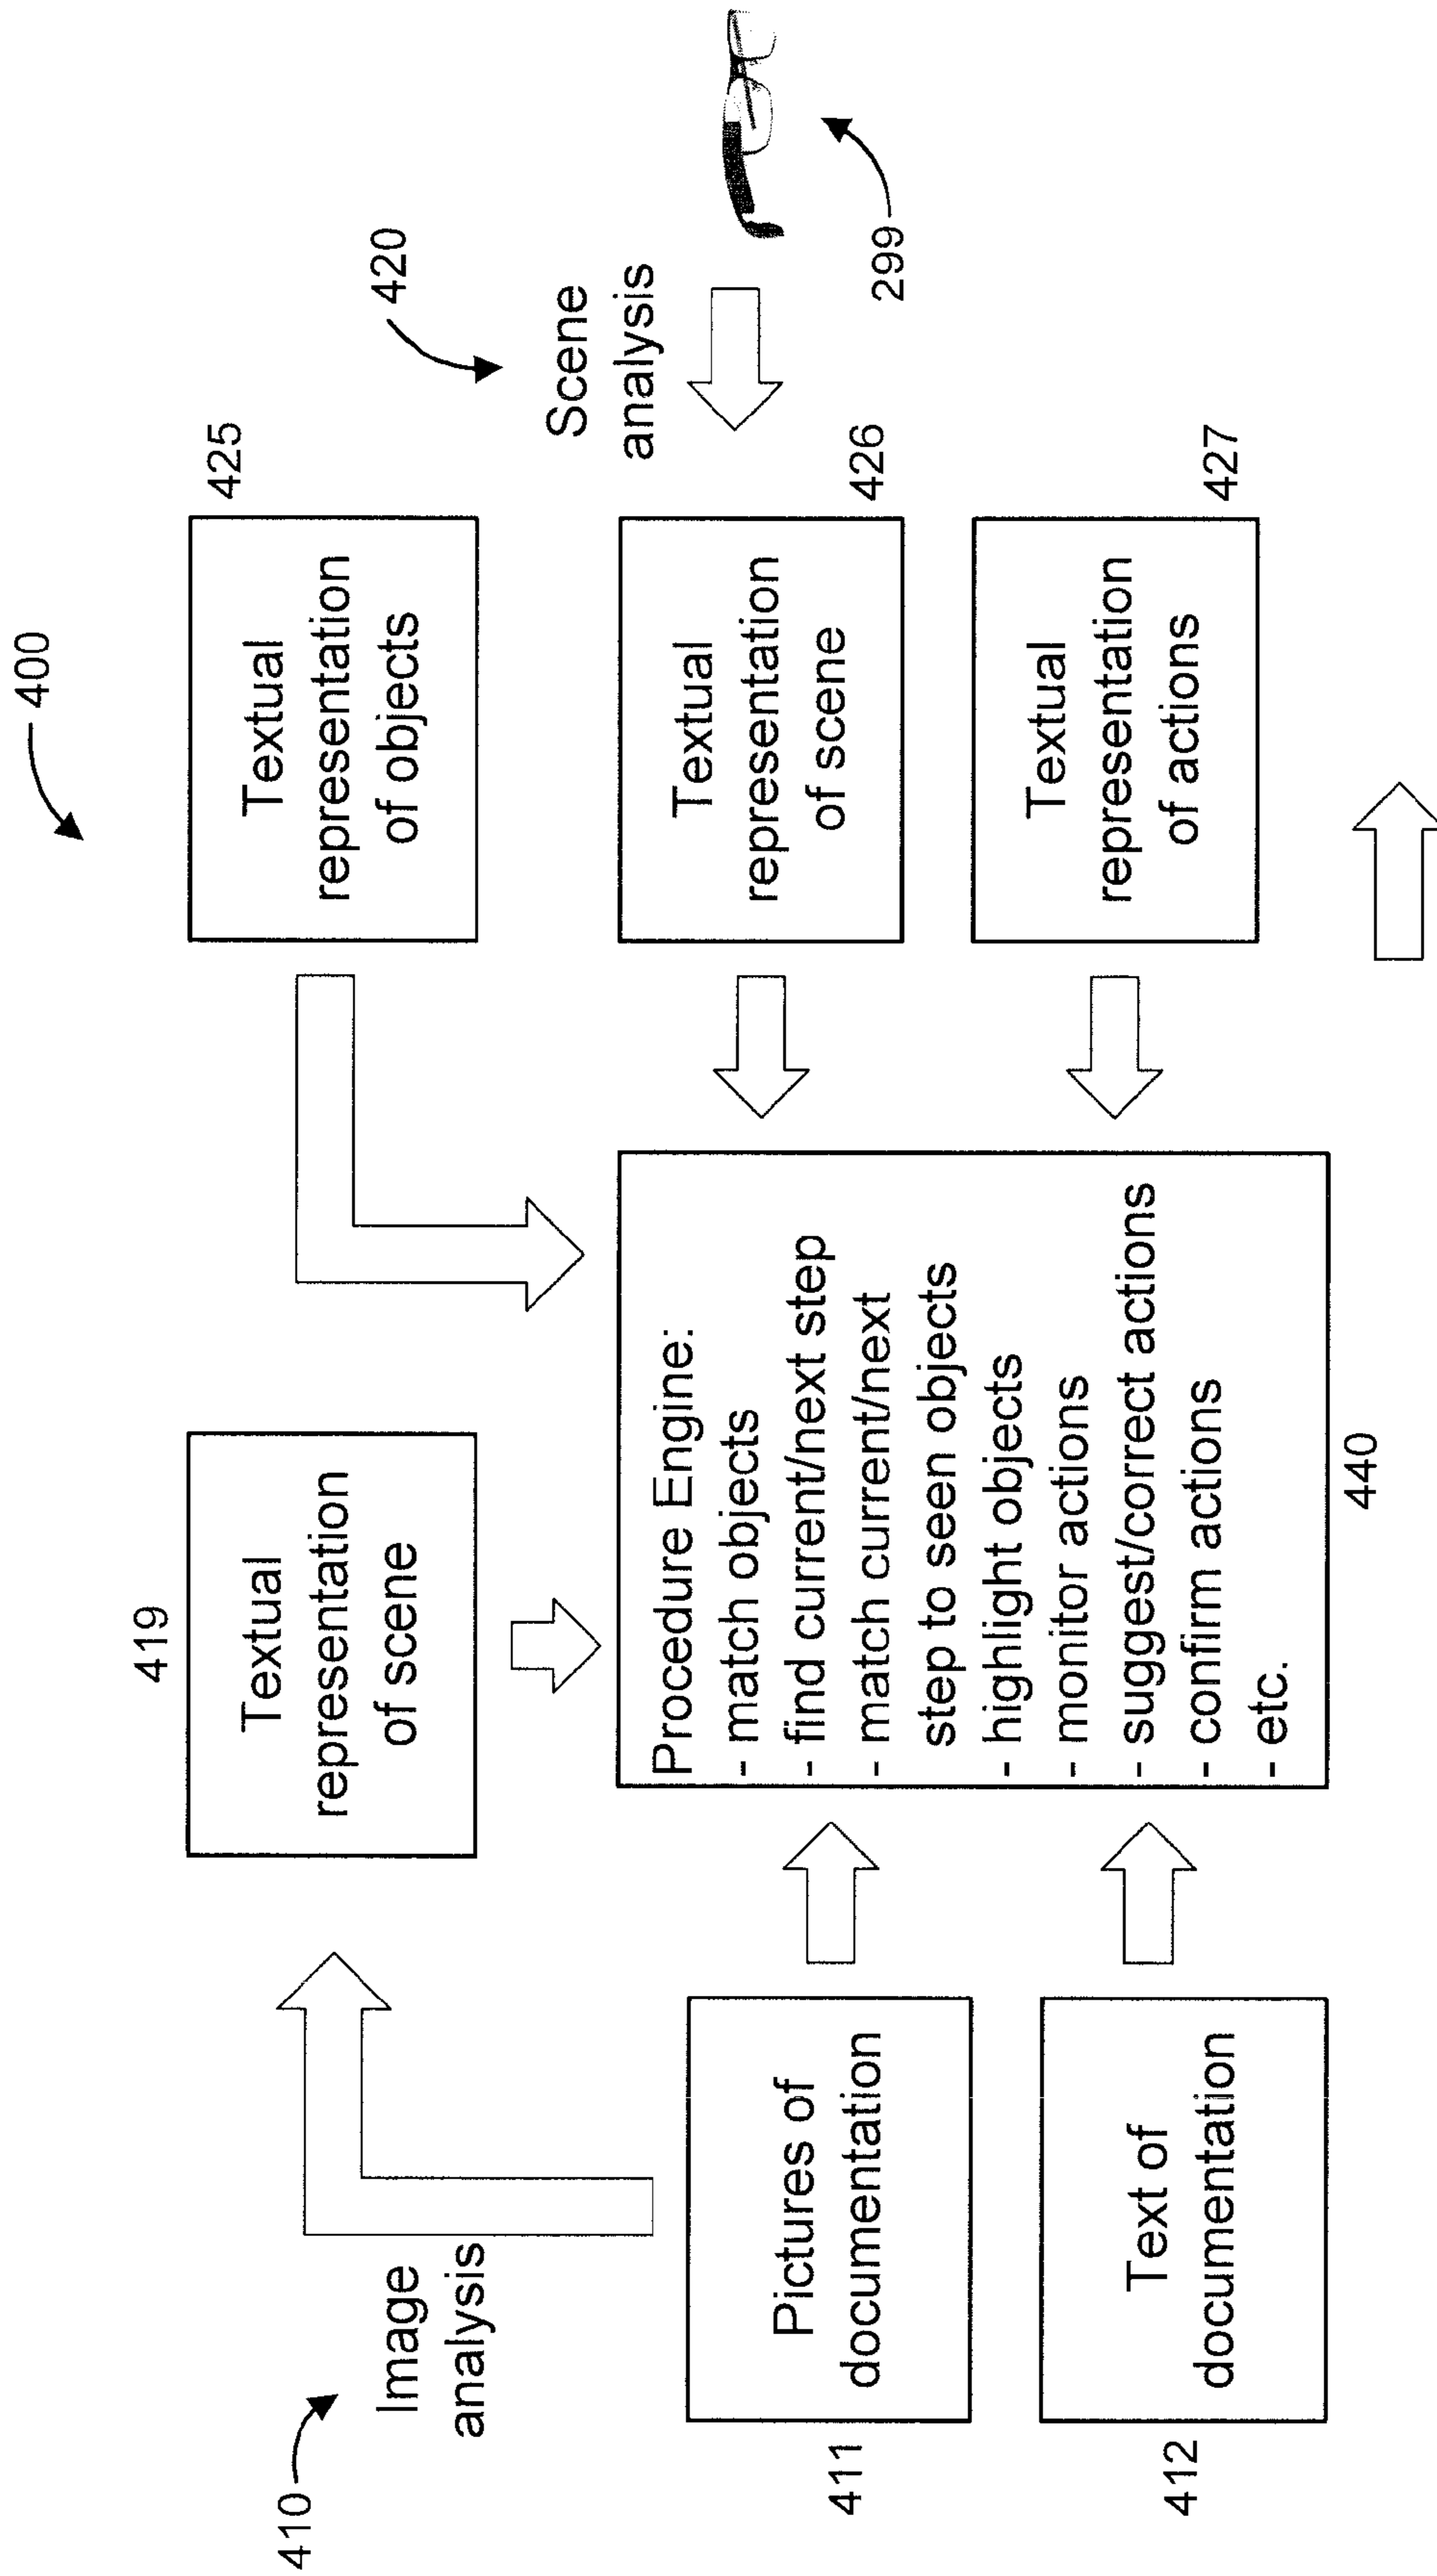 400
410
Image
analysis
419
Textual
representation
of scene
425
Textual
representation
of objects
420
Scene
analysis
411
Pictures of
documentation
412
Text of
documentation
Procedure Engine:
- match objects
- find current/next step
- match current/next
step to seen objects
- highlight objects
- monitor actions
- suggest/correct actions
- confirm actions
- etc.
440
Textual
representation
of scene
426
Textual
representation
of actions
427
299